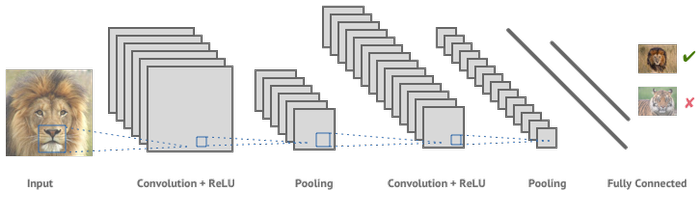 Input
Convolution + ReLU
Pooling
Convolution + ReLU
Pooling
Fully Connected